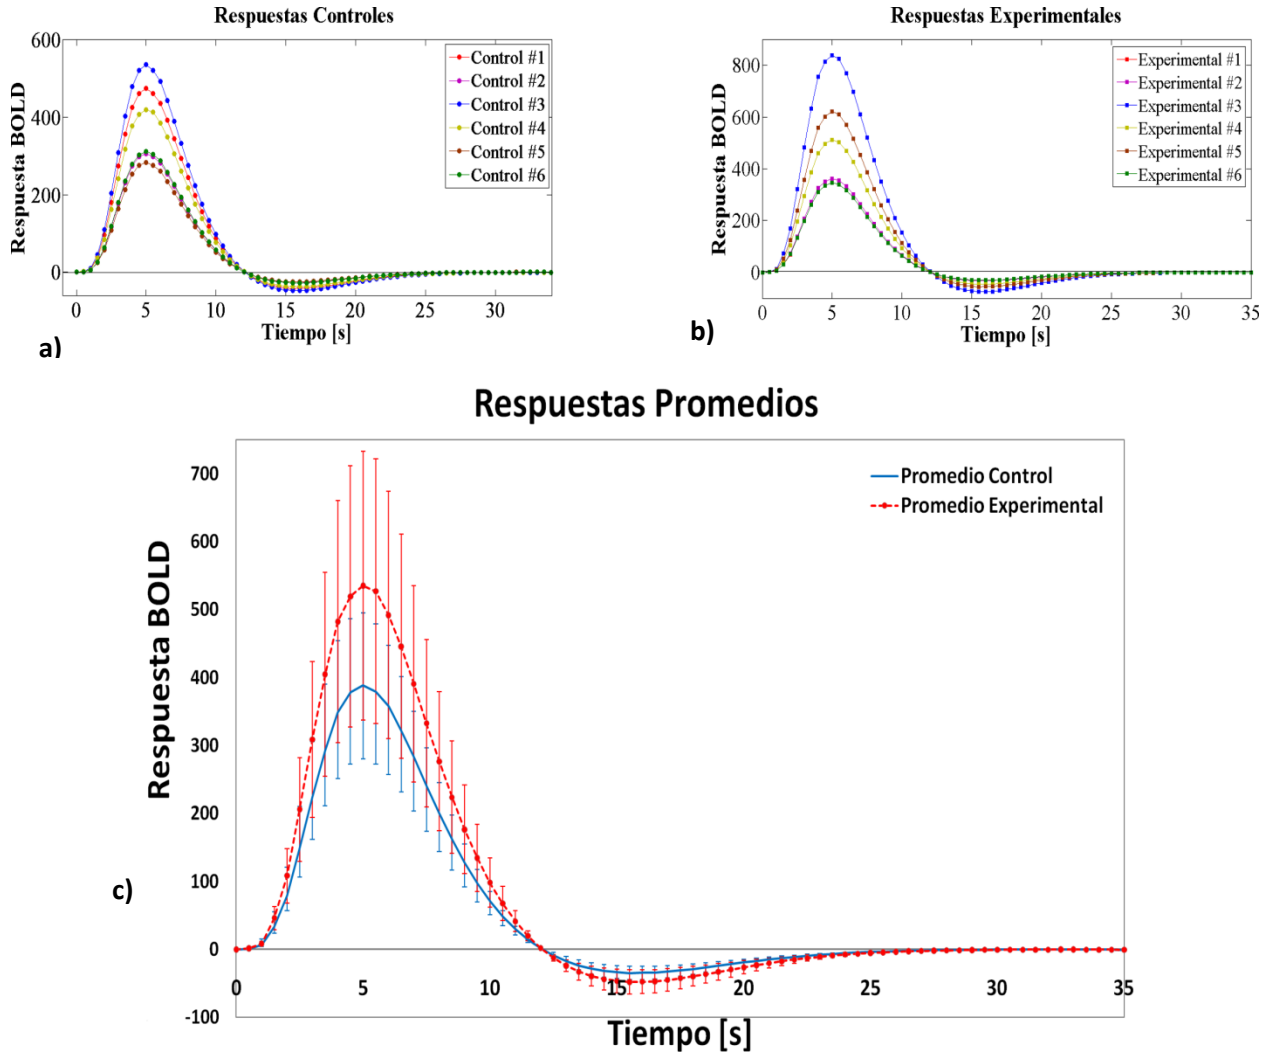 Respuestas Controles
600
400
200
0
0 5 10 15 20 25 30
Respuesta BOLD
Tiempo [s]
Control #1
Control #2
Control #3
Control #4
Control #5
Control #6
a)
Respuestas Experimentales
800
600
400
200
0
0 5 10 15 20 25 30 35
Respuesta BOLD
Tiempo [s]
Experimental #1
Experimental #2
Experimental #3
Experimental #4
Experimental #5
Experimental #6
b)
Respuestas Promedios
700
600
500
400
300
200
100
0
-100
0 5 10 15 20 25 30 35
Respuesta BOLD
Tiempo [s]
Promedio Control
Promedio Experimental
c)